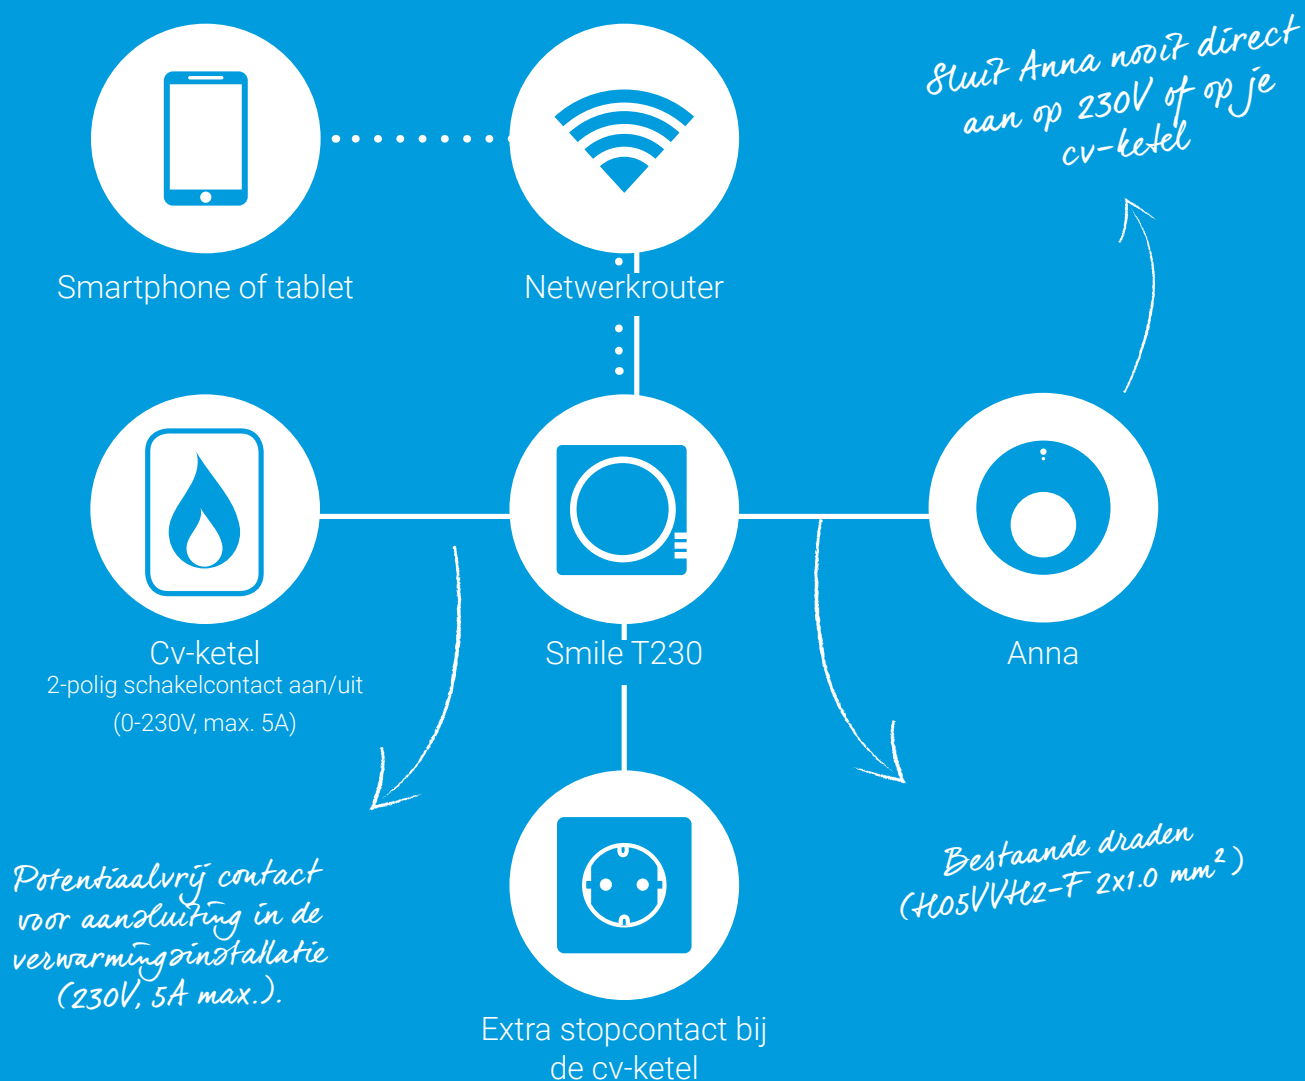 Sluit Anna nooit direct
aan op 230V of op je
cv-ketel
Smartphone of tablet
Netwerkrouter
Cv-ketel
2-polig schakelcontact aan/uit
(0-230V, max. 5A)
Smile T230
Anna
Potentiaalvrij contact
voor aansluiting in de
verwarmingsinstallatie
(230V, 5A max.).
Bestaande draden
(H05VVH2-F 2x1.0 mm²)
Extra stopcontact bij
de cv-ketel